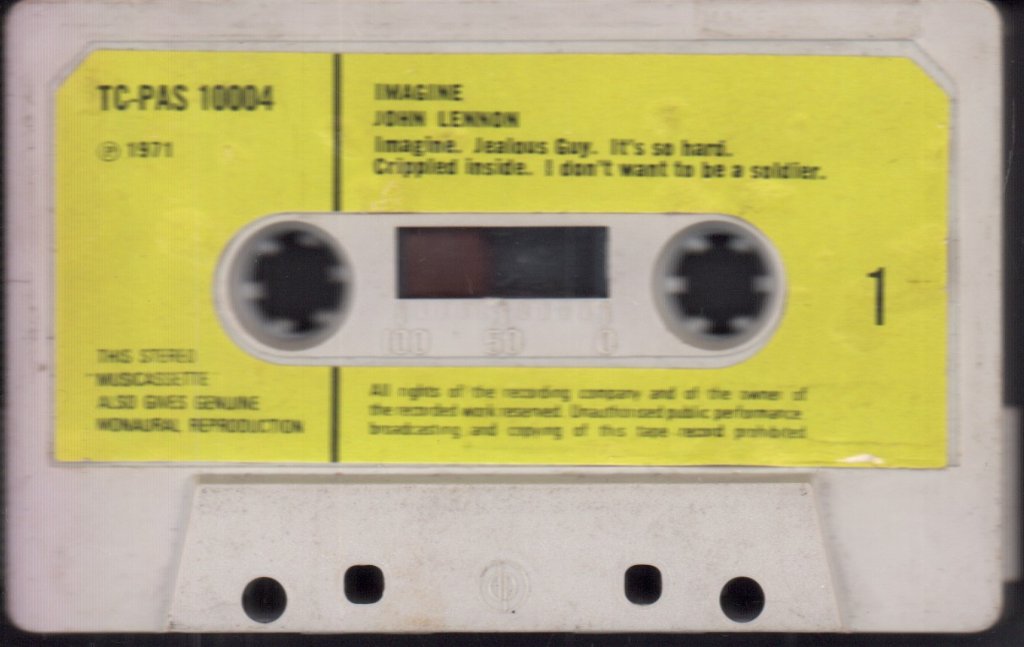 TC-PAS 10004
℗ 1971
IMAGINE
JOHN LENNON
Imagine. Jealous Guy. It's so hard.
Crippled inside. I don't want to be a soldier.
1
100 50 0
THIS STEREO
MUSICASSETTE
ALSO GIVES GENUINE
MONAURAL REPRODUCTION
All rights of the recording company and of the owner of
the recorded work reserved. Unauthorised public performance
broadcasting and copying of this tape record prohibited